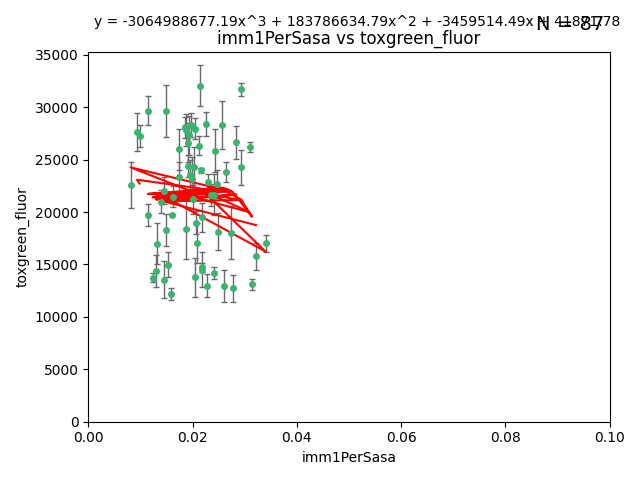 y = -3064988677.19x^3 + 183786634.79x^2 + -3459514.49x +
N = 87
imm1PerSasa vs toxgreen_fluor
35000
30000
25000
20000
15000
10000
5000
0
toxgreen_fluor
0.00 0.02 0.04 0.06 0.08 0.10
imm1PerSasa